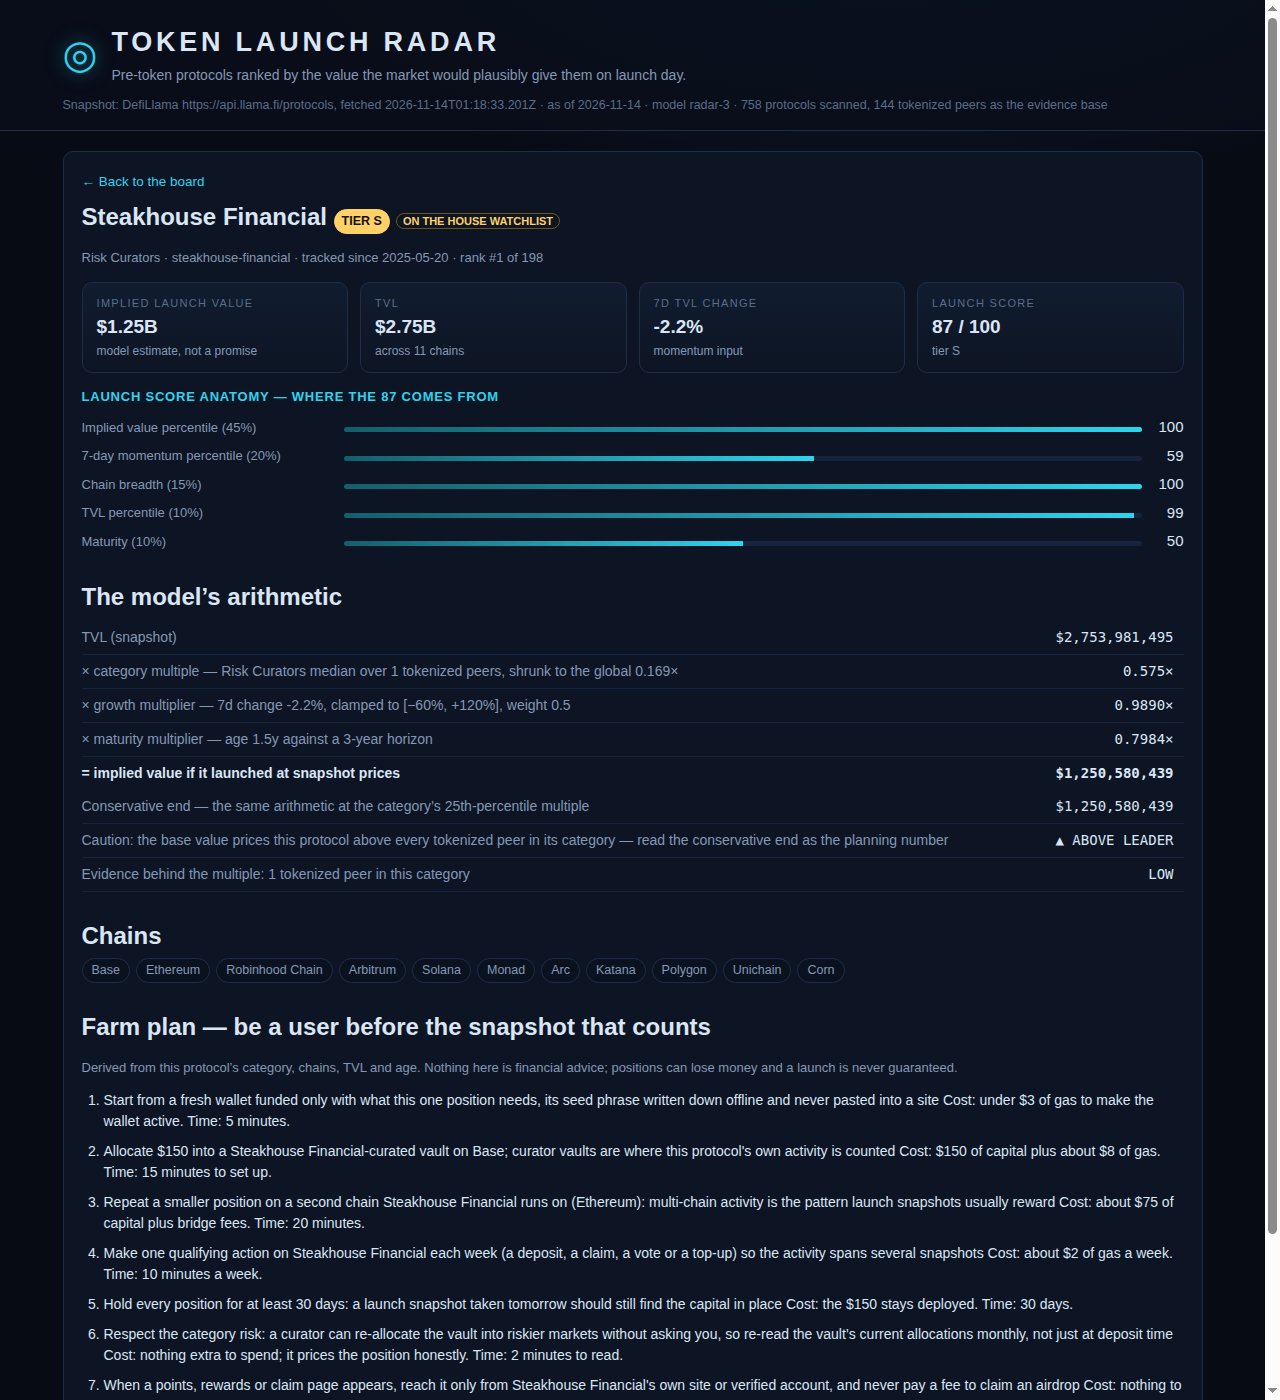 TOKEN LAUNCH RADAR
Pre-token protocols ranked by the value the market would plausibly give them on launch day.
Snapshot: DefiLlama https://api.llama.fi/protocols, fetched 2026-11-14T01:18:33.201Z · as of 2026-11-14 · model radar-3 · 758 protocols scanned, 144 tokenized peers as the evidence base
← Back to the board
Steakhouse Financial TIER S ON THE HOUSE WATCHLIST
Risk Curators · steakhouse-financial · tracked since 2025-05-20 · rank #1 of 198
IMPLIED LAUNCH VALUE
$1.25B
model estimate, not a promise
TVL
$2.75B
across 11 chains
7D TVL CHANGE
-2.2%
momentum input
LAUNCH SCORE
87 / 100
tier S
LAUNCH SCORE ANATOMY — WHERE THE 87 COMES FROM
Implied value percentile (45%) 100
7-day momentum percentile (20%) 59
Chain breadth (15%) 100
TVL percentile (10%) 99
Maturity (10%) 50
The model’s arithmetic
TVL (snapshot) $2,753,981,495
× category multiple — Risk Curators median over 1 tokenized peers, shrunk to the global 0.169× 0.575×
× growth multiplier — 7d change -2.2%, clamped to [−60%, +120%], weight 0.5 0.9890×
× maturity multiplier — age 1.5y against a 3-year horizon 0.7984×
= implied value if it launched at snapshot prices $1,250,580,439
Conservative end — the same arithmetic at the category’s 25th-percentile multiple $1,250,580,439
Caution: the base value prices this protocol above every tokenized peer in its category — read the conservative end as the planning number ▲ ABOVE LEADER
Evidence behind the multiple: 1 tokenized peer in this category LOW
Chains
Base Ethereum Robinhood Chain Arbitrum Solana Monad Arc Katana Polygon Unichain Corn
Farm plan — be a user before the snapshot that counts
Derived from this protocol’s category, chains, TVL and age. Nothing here is financial advice; positions can lose money and a launch is never guaranteed.
1. Start from a fresh wallet funded only with what this one position needs, its seed phrase written down offline and never pasted into a site Cost: under $3 of gas to make the
wallet active. Time: 5 minutes.
2. Allocate $150 into a Steakhouse Financial-curated vault on Base; curator vaults are where this protocol's own activity is counted Cost: $150 of capital plus about $8 of gas.
Time: 15 minutes to set up.
3. Repeat a smaller position on a second chain Steakhouse Financial runs on (Ethereum): multi-chain activity is the pattern launch snapshots usually reward Cost: about $75 of
capital plus bridge fees. Time: 20 minutes.
4. Make one qualifying action on Steakhouse Financial each week (a deposit, a claim, a vote or a top-up) so the activity spans several snapshots Cost: about $2 of gas a week.
Time: 10 minutes a week.
5. Hold every position for at least 30 days: a launch snapshot taken tomorrow should still find the capital in place Cost: the $150 stays deployed. Time: 30 days.
6. Respect the category risk: a curator can re-allocate the vault into riskier markets without asking you, so re-read the vault's current allocations monthly, not just at deposit time
Cost: nothing extra to spend; it prices the position honestly. Time: 2 minutes to read.
7. When a points, rewards or claim page appears, reach it only from Steakhouse Financial's own site or verified account, and never pay a fee to claim an airdrop Cost: nothing to